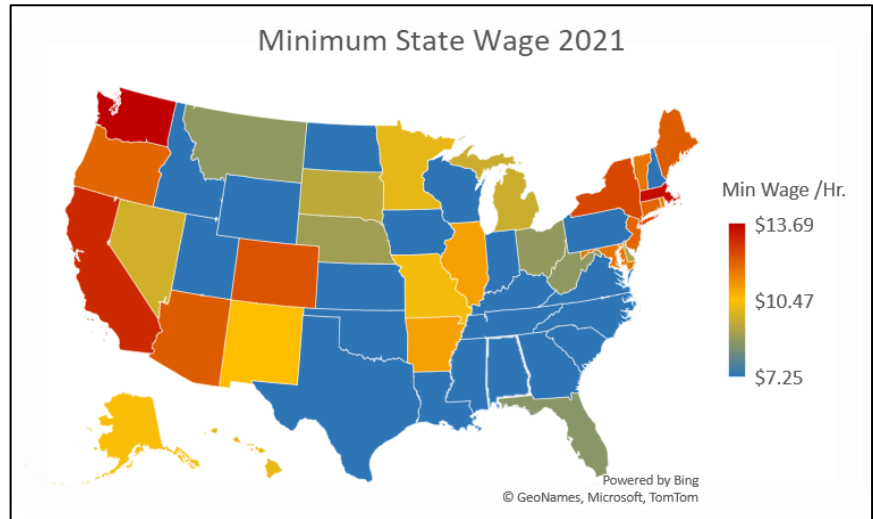 Minimum State Wage 2021
Min Wage /Hr.
$13.69
$10.47
$7.25
Powered by Bing
© GeoNames, Microsoft, TomTom